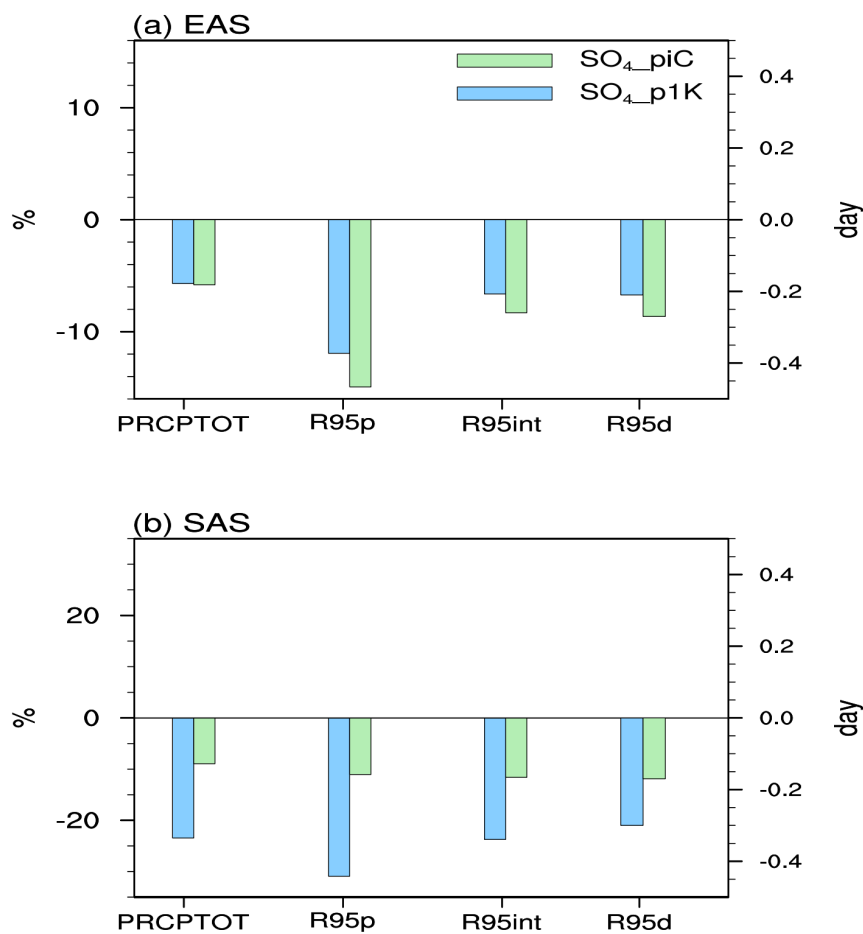 (a) EAS
SO₄_piC
SO₄_p1K
10
0
-10
%
0.4
0.2
0.0
-0.2
-0.4
day
PRCPTOT R95p R95int R95d
(b) SAS
20
0
-20
%
0.4
0.2
0.0
-0.2
-0.4
day
PRCPTOT R95p R95int R95d